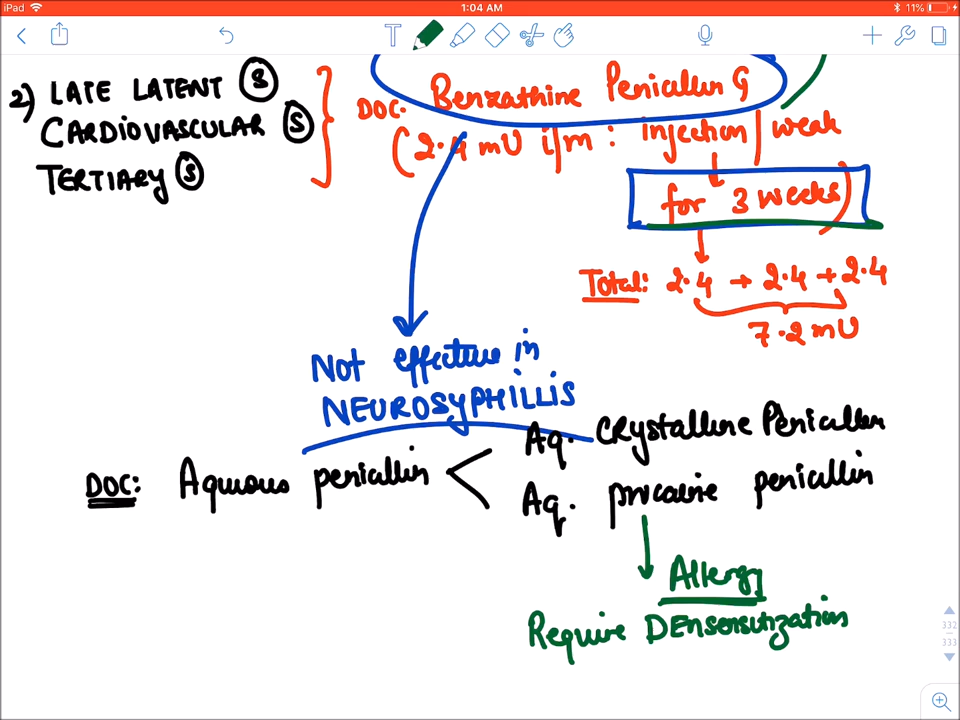 iPad
1:04 AM
11%
2) LATE LATENT (S)
CARDIOVASCULAR (S)
TERTIARY (S)
DOC. Benzathine Penicillin G
(2.4 mU i/m : injection / weak
for 3 weeks)
Total: 2.4 + 2.4 + 2.4
7.2 mU
Not effective in
NEUROSYPHILLIS
DOC: Aquous penicillin
Aq. Crystalline Penicillin
Aq. procaine penicillin
Allergy
Require DEnsensitization
332
333